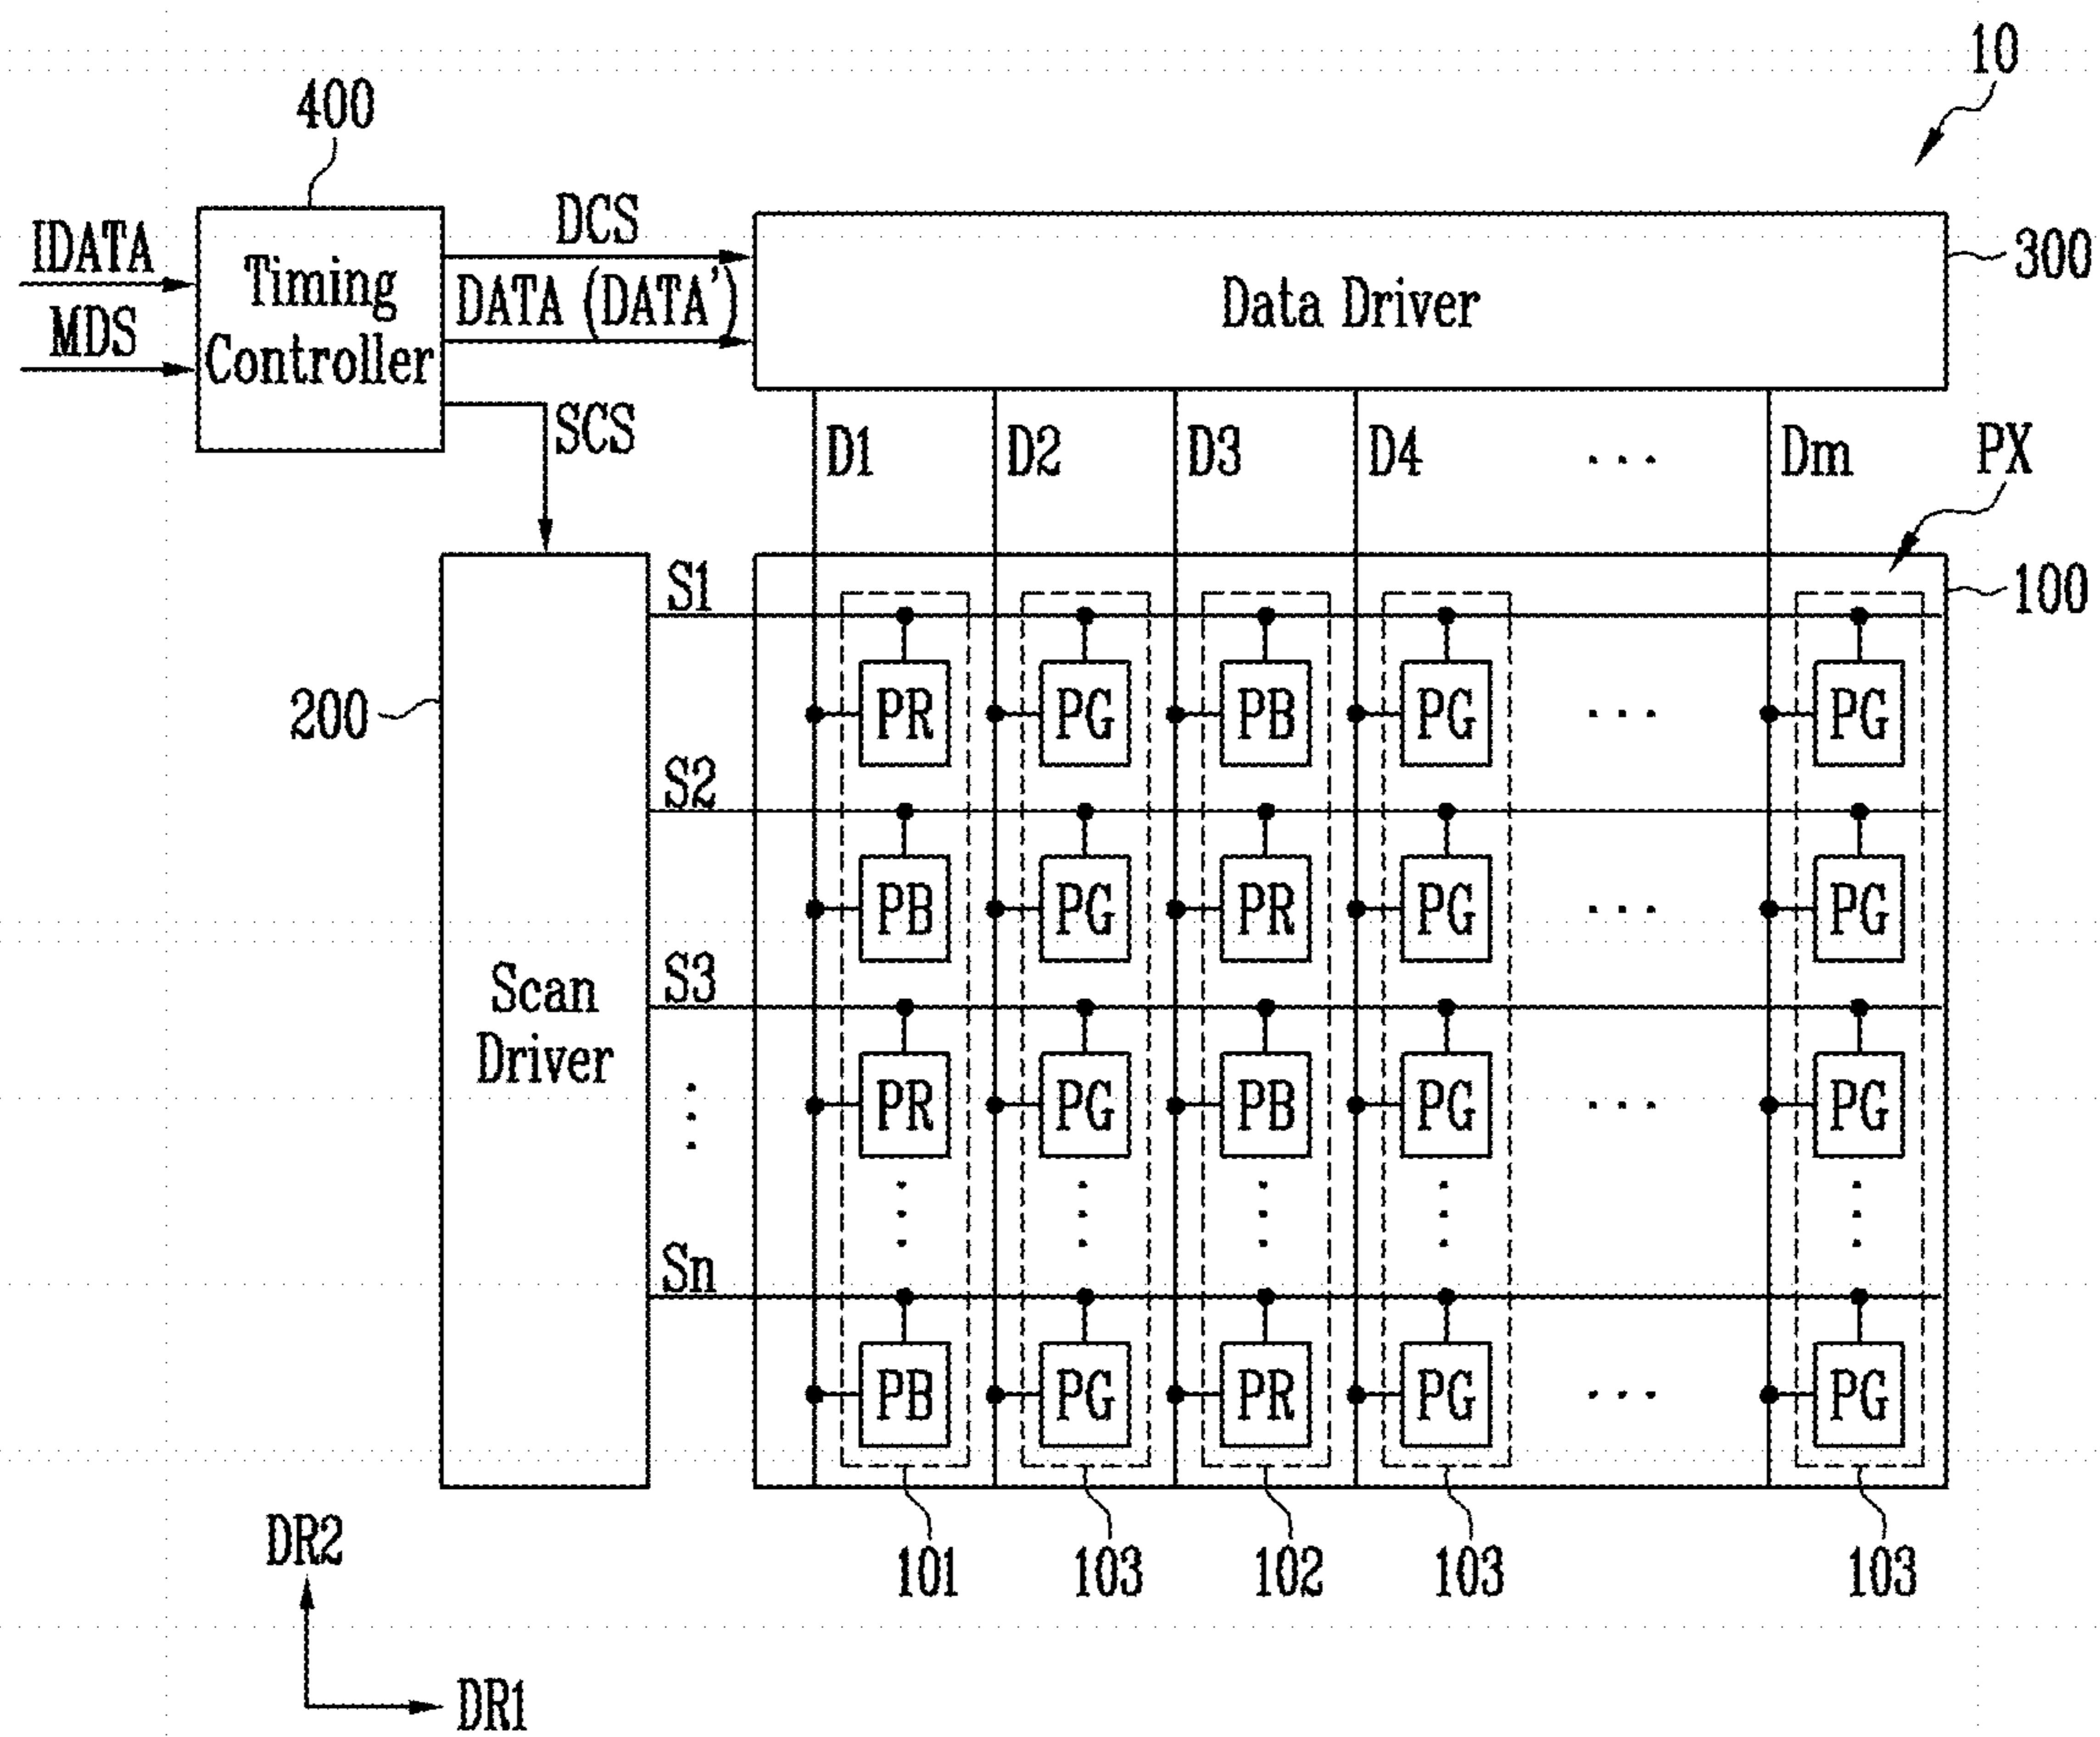 10
400
IDATA
MDS
Timing
Controller
DCS
DATA (DATA')
SCS
Data Driver
300
D1 D2 D3 D4 ... Dm
PX
100
200
Scan
Driver
S1
PR PG PB PG ... PG
S2
PB PG PR PG ... PG
S3
PR PG PB PG ... PG
Sn
PB PG PR PG ... PG
101 103 102 103 103
DR2
DR1